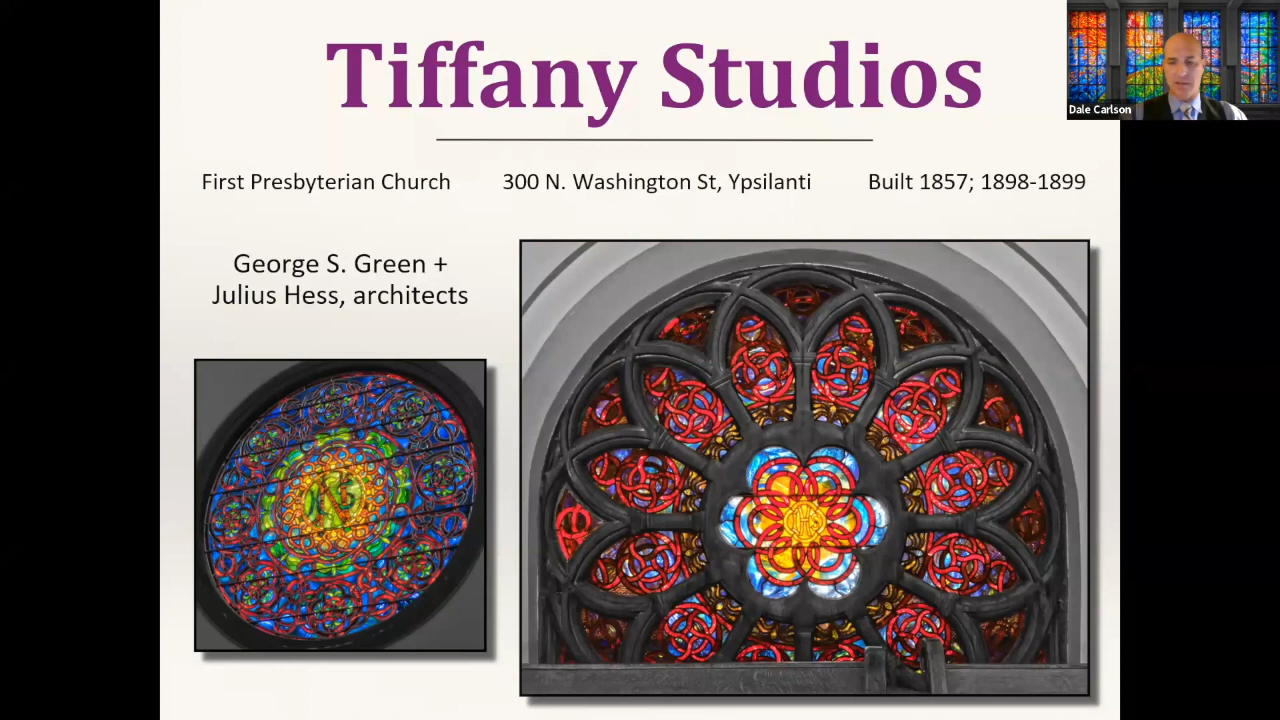 Tiffany Studios
Dale Carlson
First Presbyterian Church 300 N. Washington St, Ypsilanti Built 1857; 1898-1899
George S. Green +
Julius Hess, architects
IHS